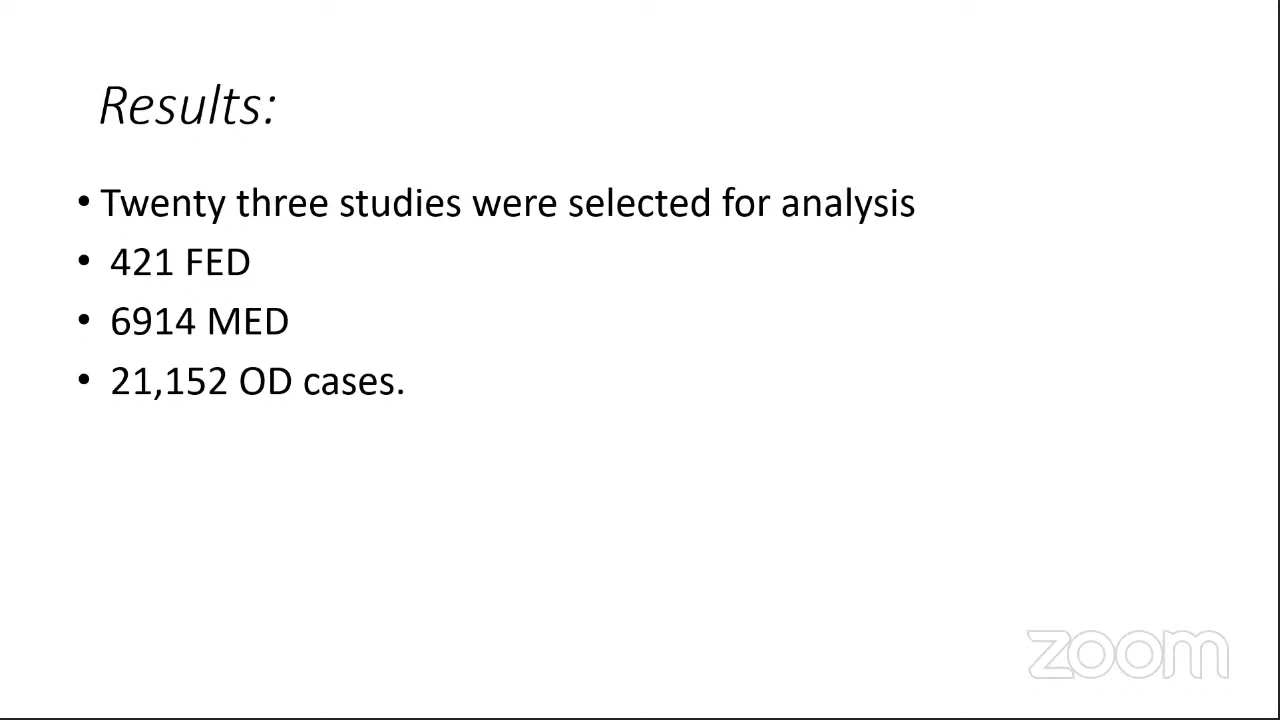 Results:
• Twenty three studies were selected for analysis
• 421 FED
• 6914 MED
• 21,152 OD cases.
zoom